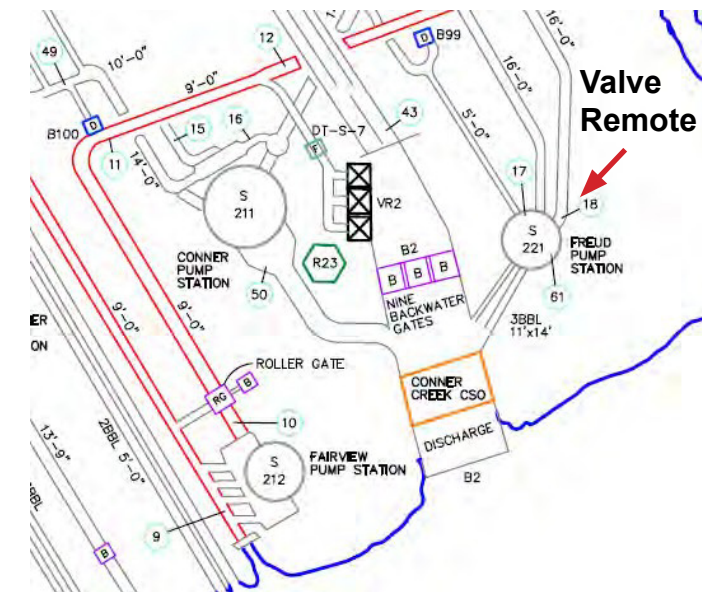 49
10'-0"
12
9'-0"
D
B100
11
15
16
14'-0"
DT-S-7
F
43
D
B99
16'-0"
16'-0"
5'-0"
Valve
Remote
17
18
S
211
VR2
S
221
FREUD
PUMP
STATION
CONNER
PUMP
STATION
R23
B2
B
B
B
50
61
NINE
BACKWATER
GATES
3BBL
11'x14'
ER
ON
9'-0"
9'-0"
ROLLER GATE
RG
B
CONNER
CREEK CSO
10
DISCHARGE
2BBL 5'-0"
13'-9"
S
212
FAIRVIEW
PUMP STATION
B2
9
B